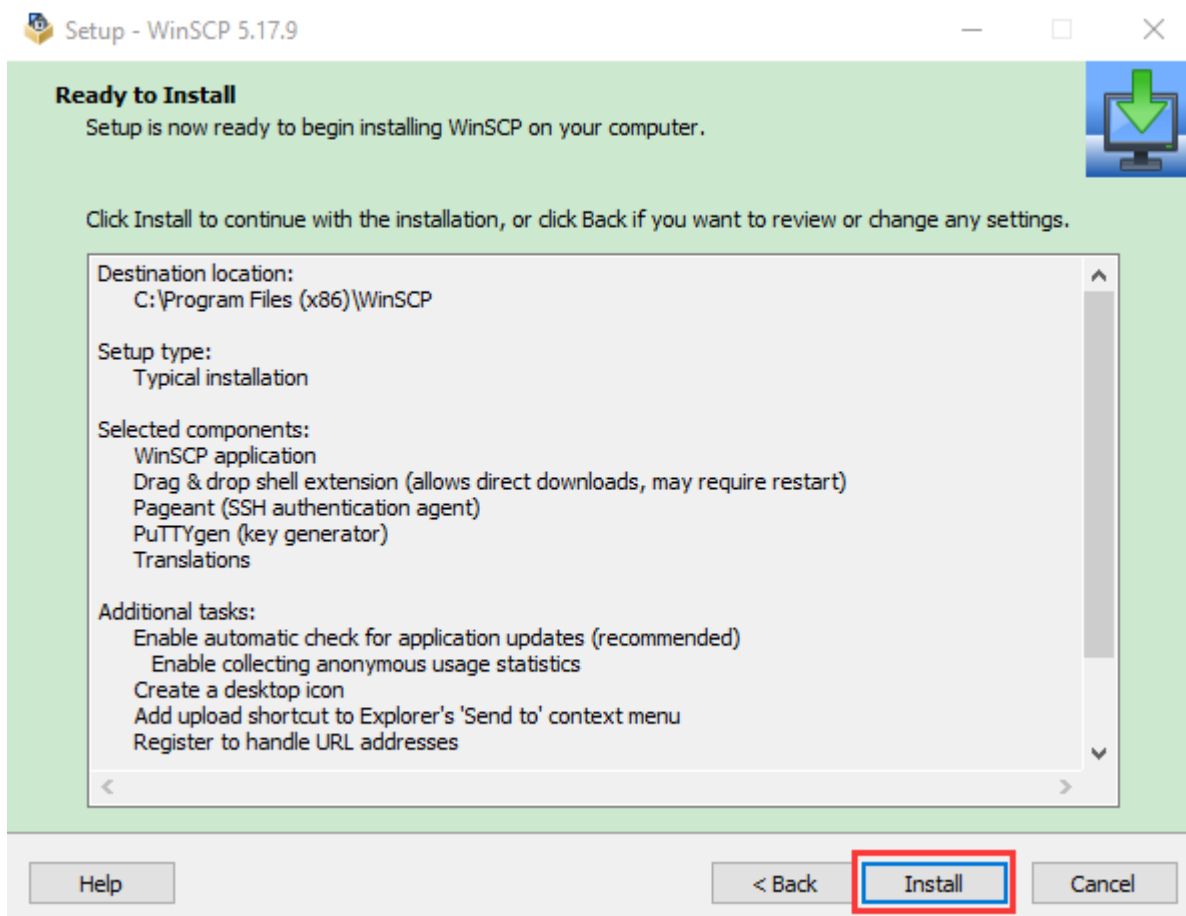 Setup - WinSCP 5.17.9
Ready to Install
Setup is now ready to begin installing WinSCP on your computer.
Click Install to continue with the installation, or click Back if you want to review or change any settings.
Destination location:
C:\Program Files (x86)\WinSCP
Setup type:
Typical installation
Selected components:
WinSCP application
Drag & drop shell extension (allows direct downloads, may require restart)
Pageant (SSH authentication agent)
PuTTYgen (key generator)
Translations
Additional tasks:
Enable automatic check for application updates (recommended)
Enable collecting anonymous usage statistics
Create a desktop icon
Add upload shortcut to Explorer's 'Send to' context menu
Register to handle URL addresses
Help
< Back
Install
Cancel